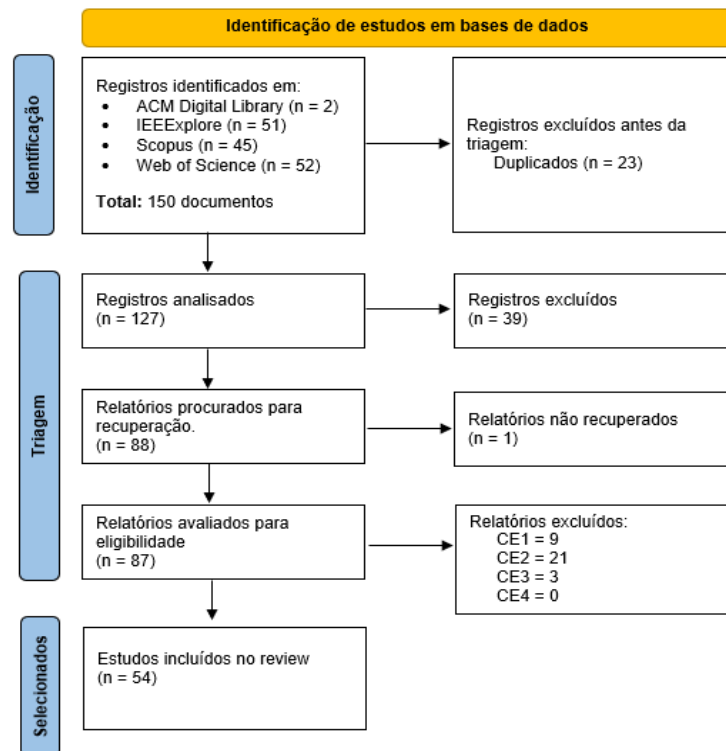 Identificação de estudos em bases de dados
Identificação
Registros identificados em:
• ACM Digital Library (n = 2)
• IEEExplore (n = 51)
• Scopus (n = 45)
• Web of Science (n = 52)
Total: 150 documentos
Registros excluídos antes da
triagem:
Duplicados (n = 23)
Triagem
Registros analisados
(n = 127)
Registros excluídos
(n = 39)
Relatórios procurados para
recuperação.
(n = 88)
Relatórios não recuperados
(n = 1)
Relatórios avaliados para
eligibilidade
(n = 87)
Relatórios excluídos:
CE1 = 9
CE2 = 21
CE3 = 3
CE4 = 0
Selecionados
Estudos incluídos no review
(n = 54)